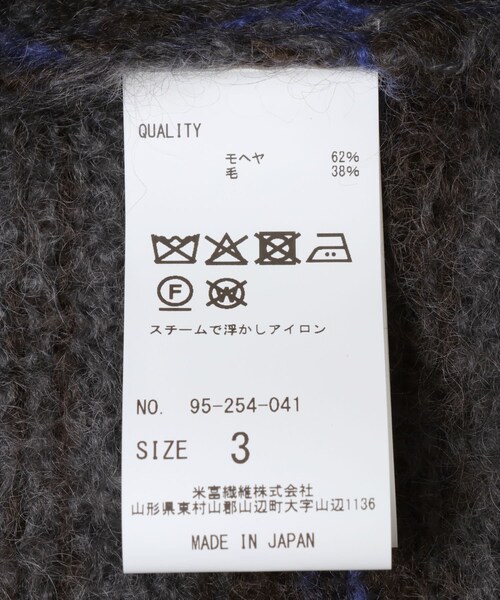 QUALITY
モヘヤ 62%
毛 38%
F W
スチームで浮かしアイロン
NO. 95-254-041
SIZE 3
米富繊維株式会社
山形県東村山郡山辺町大字山辺1136
MADE IN JAPAN